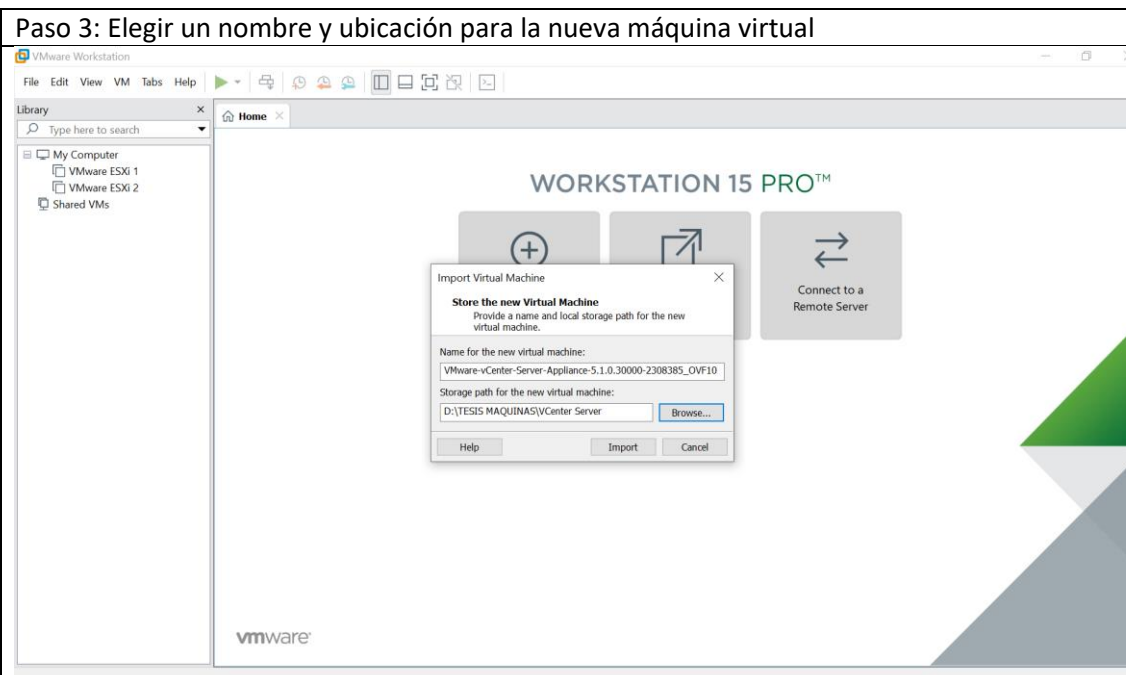 Paso 3: Elegir un nombre y ubicación para la nueva máquina virtual
VMware Workstation
File Edit View VM Tabs Help
Library
Type here to search
My Computer
VMware ESXi 1
VMware ESXi 2
Shared VMs
Home
WORKSTATION 15 PRO™
Connect to a
Remote Server
Import Virtual Machine
Store the new Virtual Machine
Provide a name and local storage path for the new
virtual machine.
Name for the new virtual machine:
VMware-vCenter-Server-Appliance-5.1.0.30000-2308385_OVF10
Storage path for the new virtual machine:
D:\TESIS MAQUINAS\VCenter Server
Browse...
Help Import Cancel
vmware